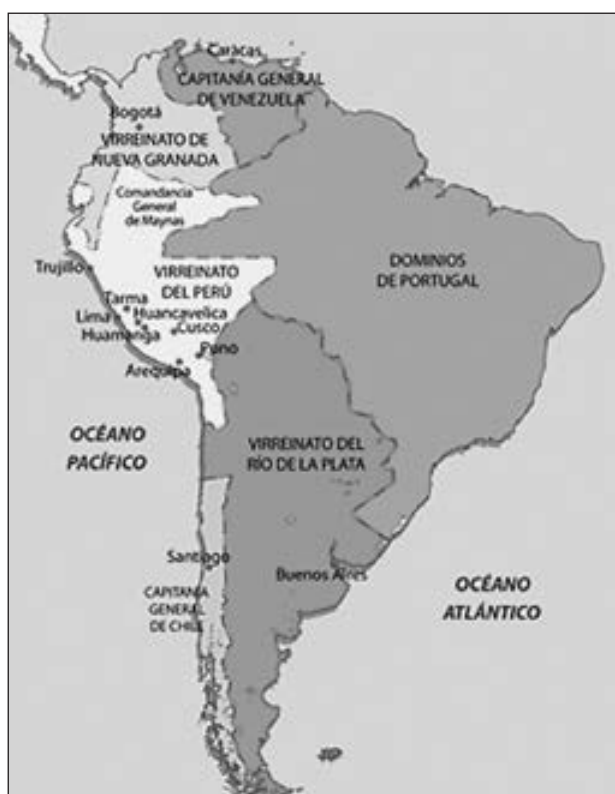 Caracas
CAPITANÍA GENERAL
DE VENEZUELA
Bogotá
VIRREINATO DE
NUEVA GRANADA
Comandancia
General
de Maynas
Trujillo
VIRREINATO
DEL PERÚ
DOMINIOS
DE PORTUGAL
Tarma
Lima
Huancavelica
Huamanga
Cusco
Puno
Arequipa
OCÉANO
PACÍFICO
VIRREINATO DEL
RÍO DE LA PLATA
Santiago
Buenos Aires
CAPITANÍA
GENERAL
DE CHILE
OCÉANO
ATLÁNTICO